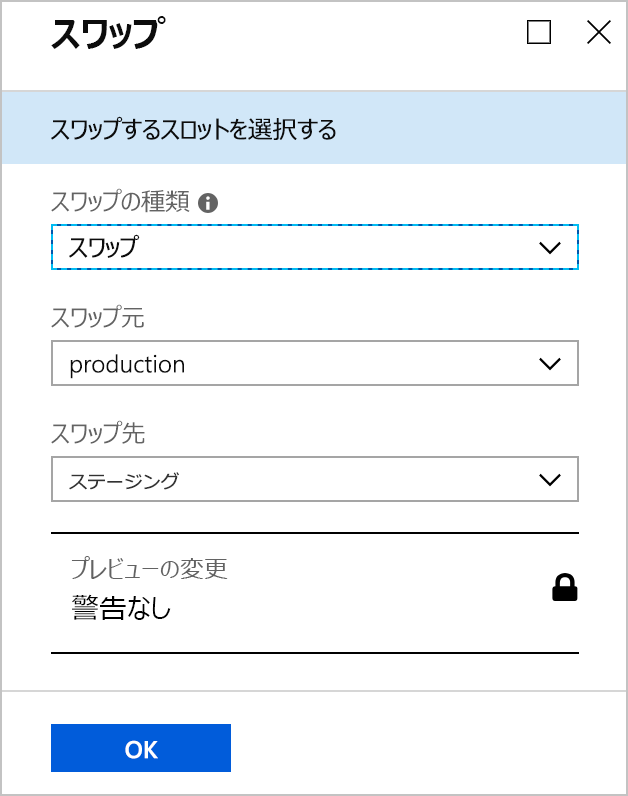 スワップ
スワップするスロットを選択する
スワップの種類
スワップ
スワップ元
production
スワップ先
ステージング
プレビューの変更
警告なし
OK